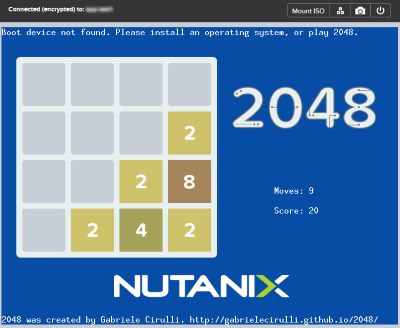 Connected (encrypted) to:
Mount ISO
Boot device not found. Please install an operating system, or play 2048.
2048
2
2 8
2 4 2
Moves: 9
Score: 20
NUTANIX
2048 was created by Gabriele Cirulli. http://gabrielecirulli.github.io/2048/